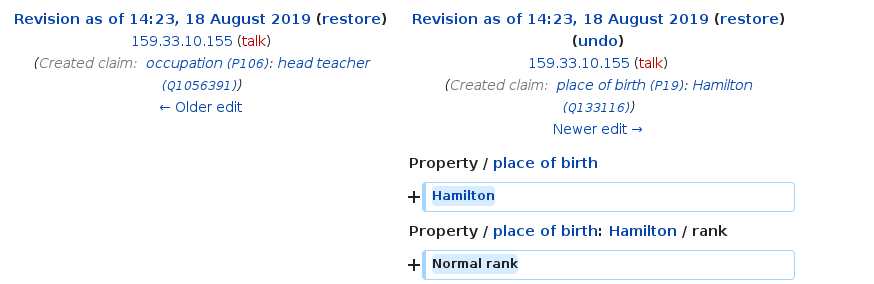 Revision as of 14:23, 18 August 2019 (restore)
159.33.10.155 (talk)
(Created claim: occupation (P106): head teacher
(Q1056391))
← Older edit
Revision as of 14:23, 18 August 2019 (restore)
(undo)
159.33.10.155 (talk)
(Created claim: place of birth (P19): Hamilton
(Q133116))
Newer edit →
Property / place of birth
+ Hamilton
Property / place of birth: Hamilton / rank
+ Normal rank